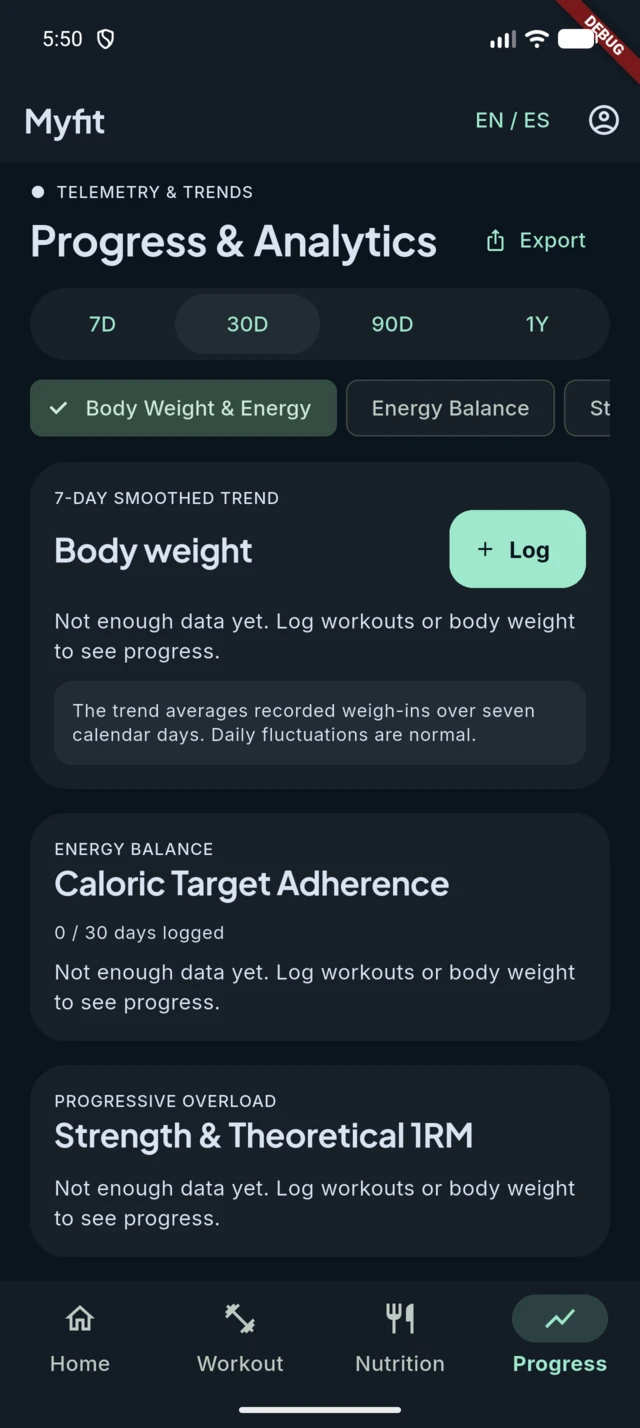 5:50
DEBUG
Myfit
EN / ES
TELEMETRY & TRENDS
Progress & Analytics
Export
7D
30D
90D
1Y
Body Weight & Energy
Energy Balance
St
7-DAY SMOOTHED TREND
Body weight
+ Log
Not enough data yet. Log workouts or body weight
to see progress.
The trend averages recorded weigh-ins over seven
calendar days. Daily fluctuations are normal.
ENERGY BALANCE
Caloric Target Adherence
0 / 30 days logged
Not enough data yet. Log workouts or body weight
to see progress.
PROGRESSIVE OVERLOAD
Strength & Theoretical 1RM
Not enough data yet. Log workouts or body weight
to see progress.
Home
Workout
Nutrition
Progress